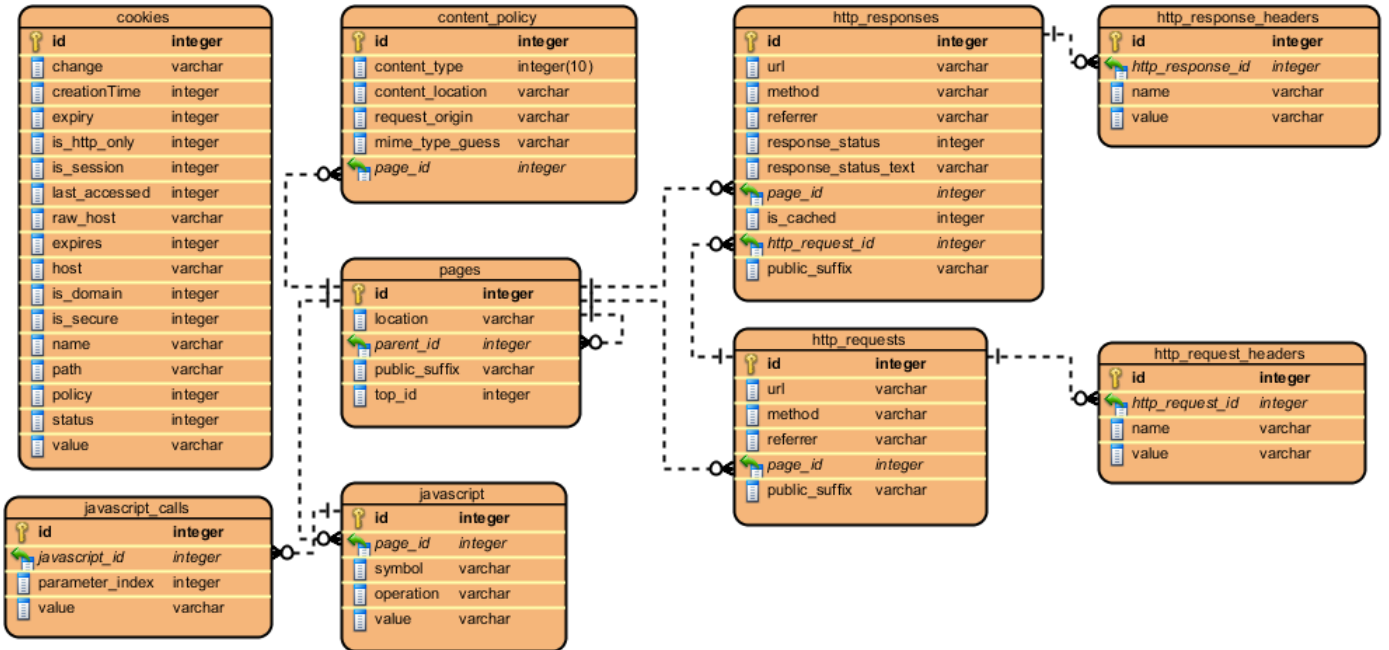 cookies
id integer
change varchar
creationTime integer
expiry integer
is_http_only integer
is_session integer
last_accessed integer
raw_host varchar
expires integer
host varchar
is_domain integer
is_secure integer
name varchar
path varchar
policy integer
status integer
value varchar
javascript_calls
id integer
javascript_id integer
parameter_index integer
value varchar
content_policy
id integer
content_type integer(10)
content_location varchar
request_origin varchar
mime_type_guess varchar
page_id integer
pages
id integer
location varchar
parent_id integer
public_suffix varchar
top_id integer
javascript
id integer
page_id integer
symbol varchar
operation varchar
value varchar
http_responses
id integer
url varchar
method varchar
referrer varchar
response_status integer
response_status_text varchar
page_id integer
is_cached integer
http_request_id integer
public_suffix varchar
http_requests
id integer
url varchar
method varchar
referrer varchar
page_id integer
public_suffix varchar
http_response_headers
id integer
http_response_id integer
name varchar
value varchar
http_request_headers
id integer
http_request_id integer
name varchar
value varchar